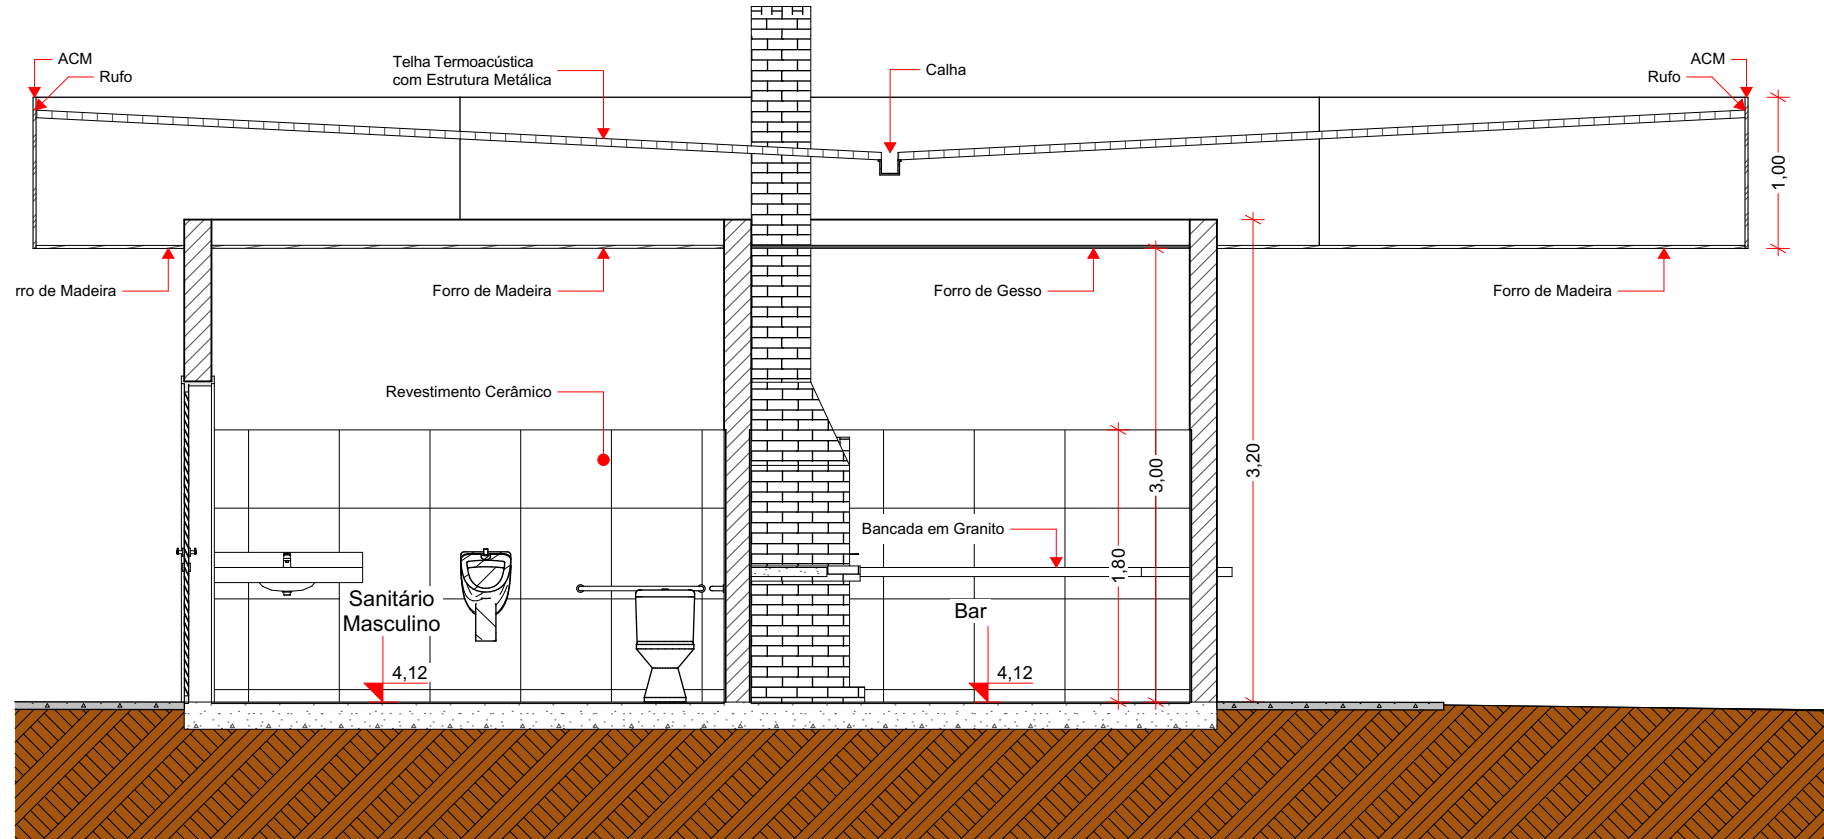 ACM
Rufo
Telha Termoacústica
com Estrutura Metálica
Calha
ACM
Rufo
1,00
rro de Madeira
Forro de Madeira
Forro de Gesso
Forro de Madeira
Revestimento Cerâmico
3,00
3,20
Bancada em Granito
1,80
Sanitário
Masculino
Bar
4,12
4,12